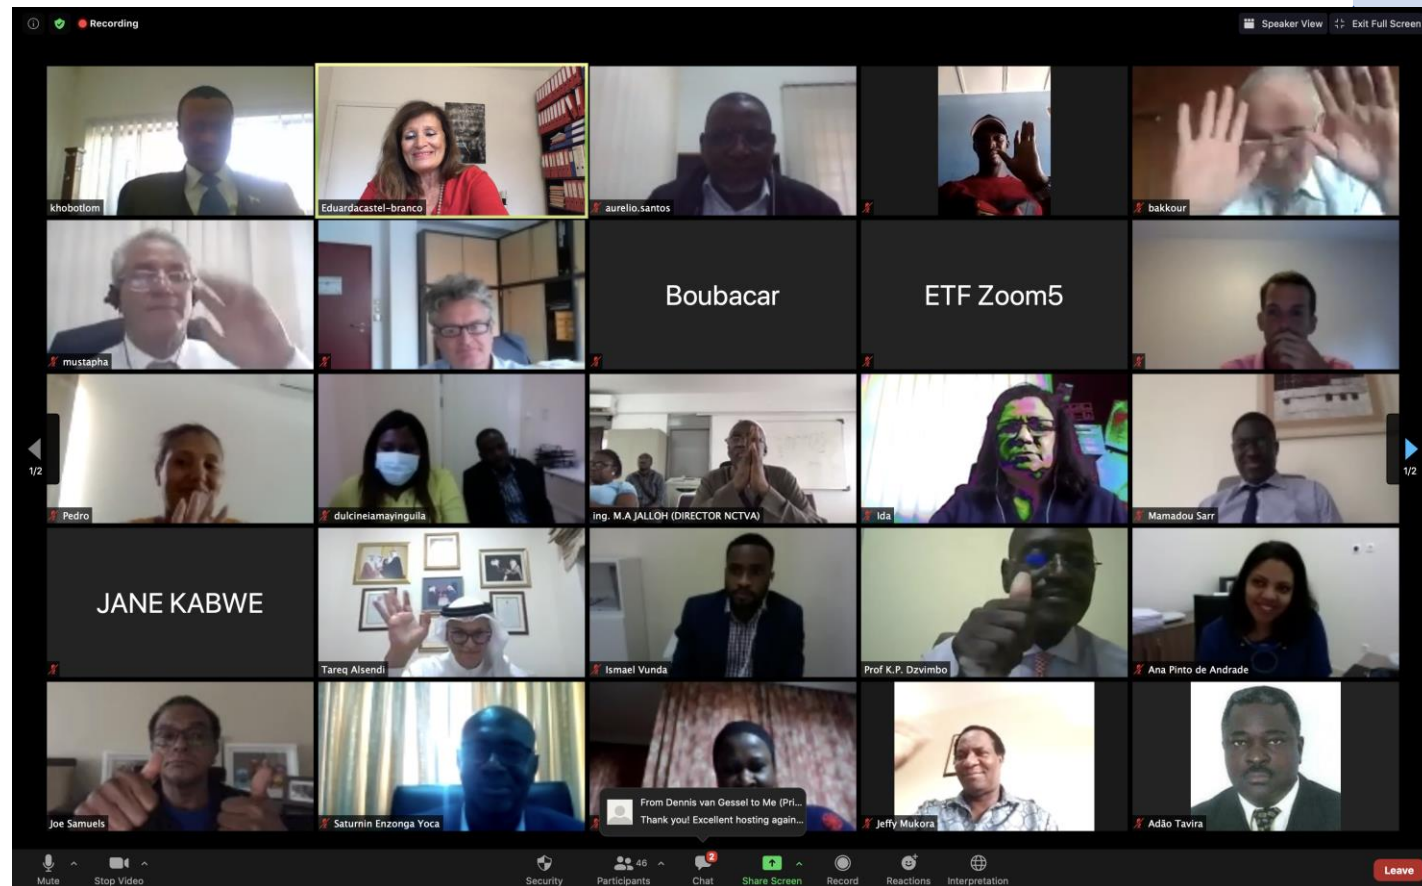 Recording
Speaker View
Exit Full Screen
khobotlom
Eduardacastel-branco
aurelio.santos
bakkour
mustapha
Boubacar
ETF Zoom5
1/2
1/2
Pedro
dulcineiamayinguila
ing. M.A JALLOH (DIRECTOR NCTVA)
Ida
Mamadou Sarr
JANE KABWE
Tareq Alsendi
Ismael Vunda
Prof K.P. Dzvimbo
Ana Pinto de Andrade
Joe Samuels
Saturnin Enzonga Yoca
From Dennis van Gessel to Me (Pri...
Thank you! Excellent hosting again...
Jeffy Mukora
Adão Tavira
Mute
Stop Video
Security
46
Participants
2
Chat
Share Screen
Record
Reactions
Interpretation
Leave